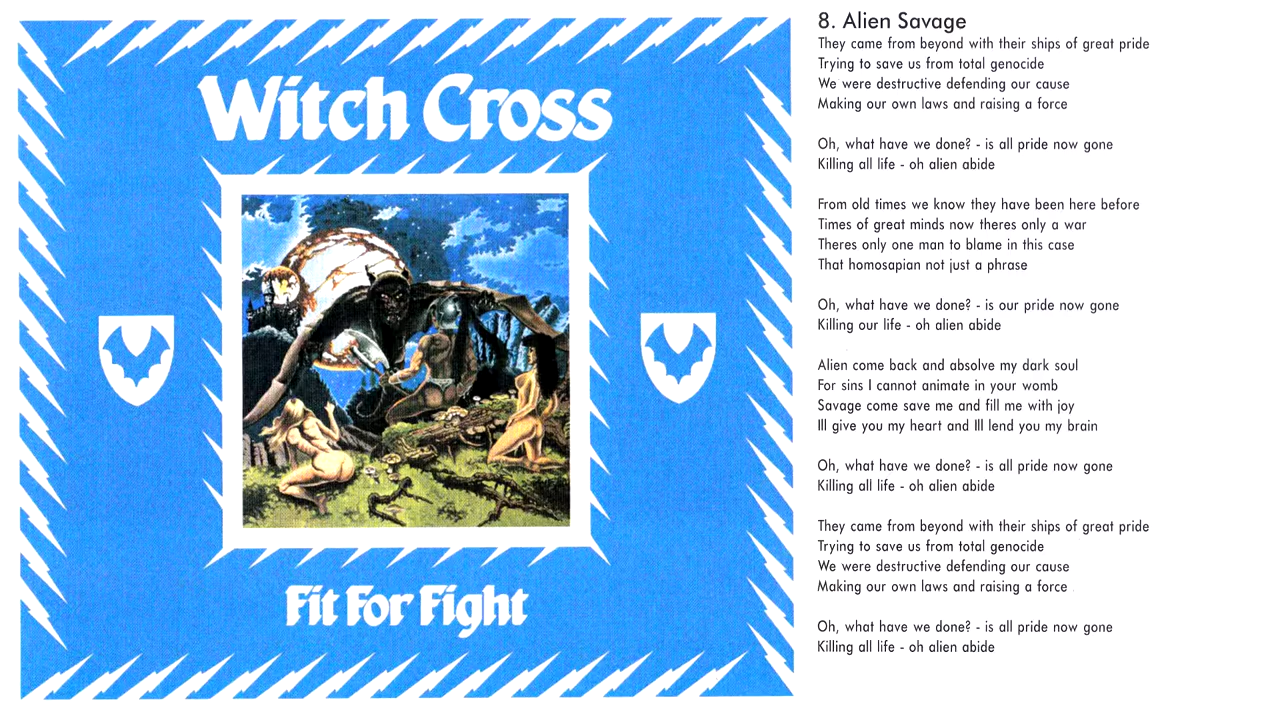 Witch Cross
Fit For Fight
8. Alien Savage
They came from beyond with their ships of great pride
Trying to save us from total genocide
We were destructive defending our cause
Making our own laws and raising a force
Oh, what have we done? - is all pride now gone
Killing all life - oh alien abide
From old times we know they have been here before
Times of great minds now theres only a war
Theres only one man to blame in this case
That homosapian not just a phrase
Oh, what have we done? - is our pride now gone
Killing our life - oh alien abide
Alien come back and absolve my dark soul
For sins I cannot animate in your womb
Savage come save me and fill me with joy
Ill give you my heart and Ill lend you my brain
Oh, what have we done? - is all pride now gone
Killing all life - oh alien abide
They came from beyond with their ships of great pride
Trying to save us from total genocide
We were destructive defending our cause
Making our own laws and raising a force
Oh, what have we done? - is all pride now gone
Killing all life - oh alien abide